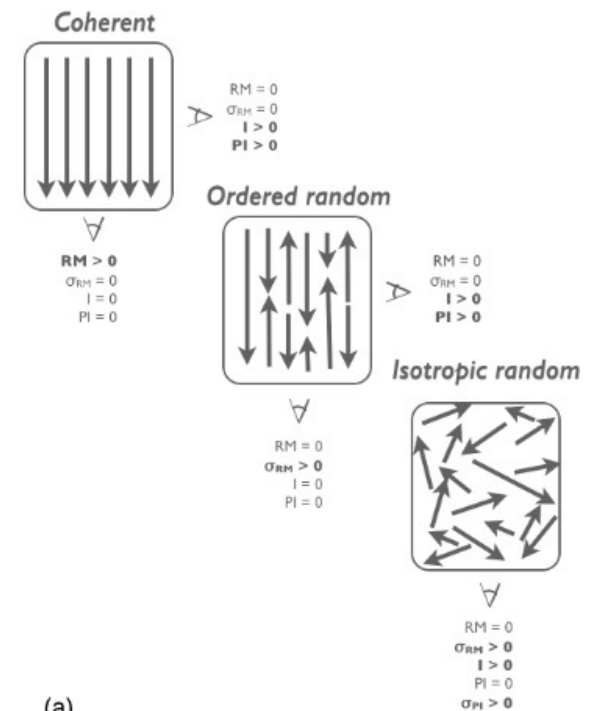 Coherent
RM = 0
σRM = 0
I > 0
PI > 0
RM > 0
σRM = 0
I = 0
PI = 0
Ordered random
RM = 0
σRM = 0
I > 0
PI > 0
RM = 0
σRM > 0
I = 0
PI = 0
Isotropic random
RM = 0
σRM > 0
I > 0
PI = 0
σPI > 0
(a)